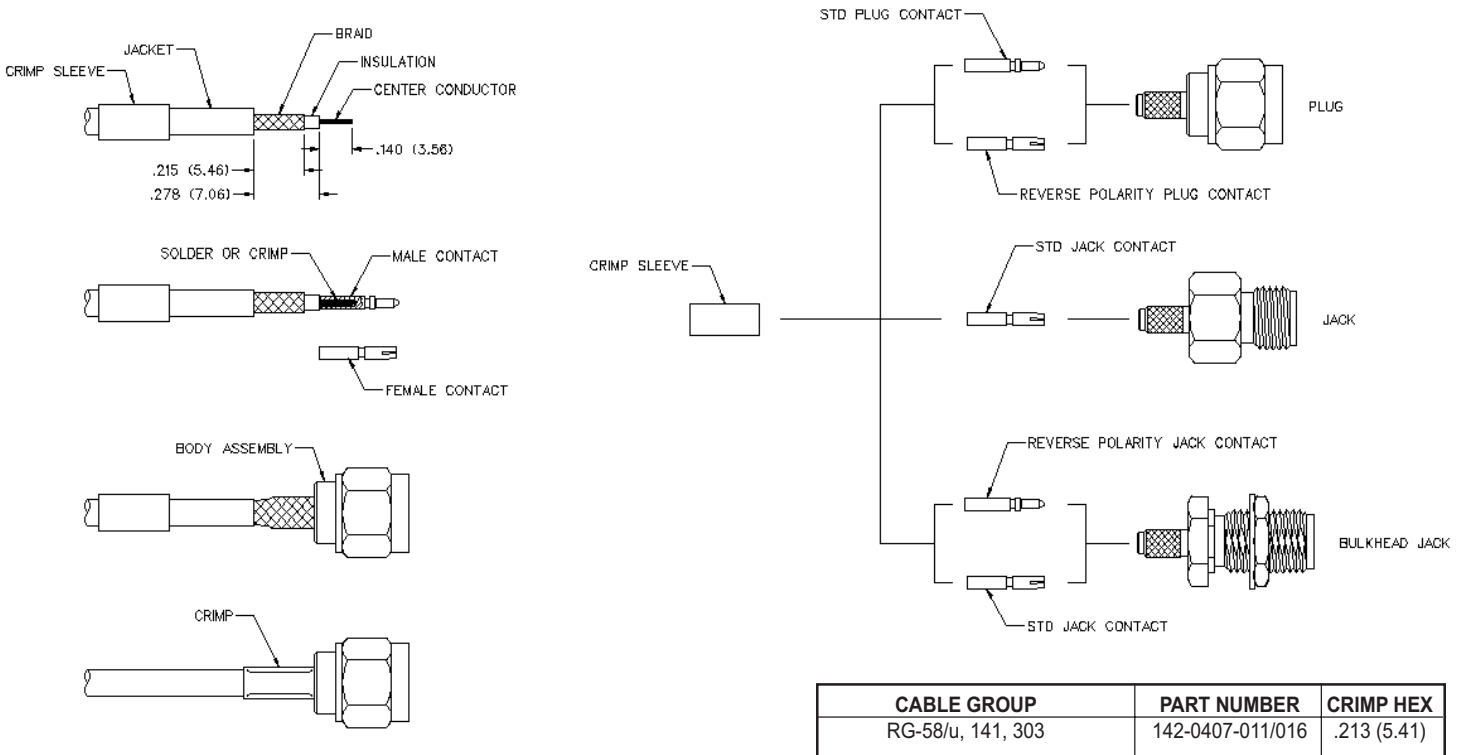 BRAID
JACKET
INSULATION
CRIMP SLEEVE
CENTER CONDUCTOR
.140 (3.56)
.215 (5.46)
.278 (7.06)
SOLDER OR CRIMP
MALE CONTACT
FEMALE CONTACT
BODY ASSEMBLY
CRIMP
STD PLUG CONTACT
PLUG
REVERSE POLARITY PLUG CONTACT
STD JACK CONTACT
CRIMP SLEEVE
JACK
REVERSE POLARITY JACK CONTACT
BULKHEAD JACK
STD JACK CONTACT
CABLE GROUP PART NUMBER CRIMP HEX
RG-58/u, 141, 303 142-0407-011/016 .213 (5.41)